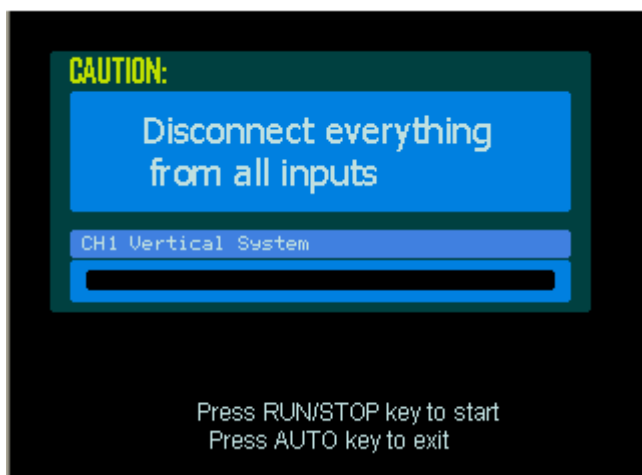 CAUTION:
Disconnect everything
from all inputs
CH1 Vertical System
Press RUN/STOP key to start
Press AUTO key to exit